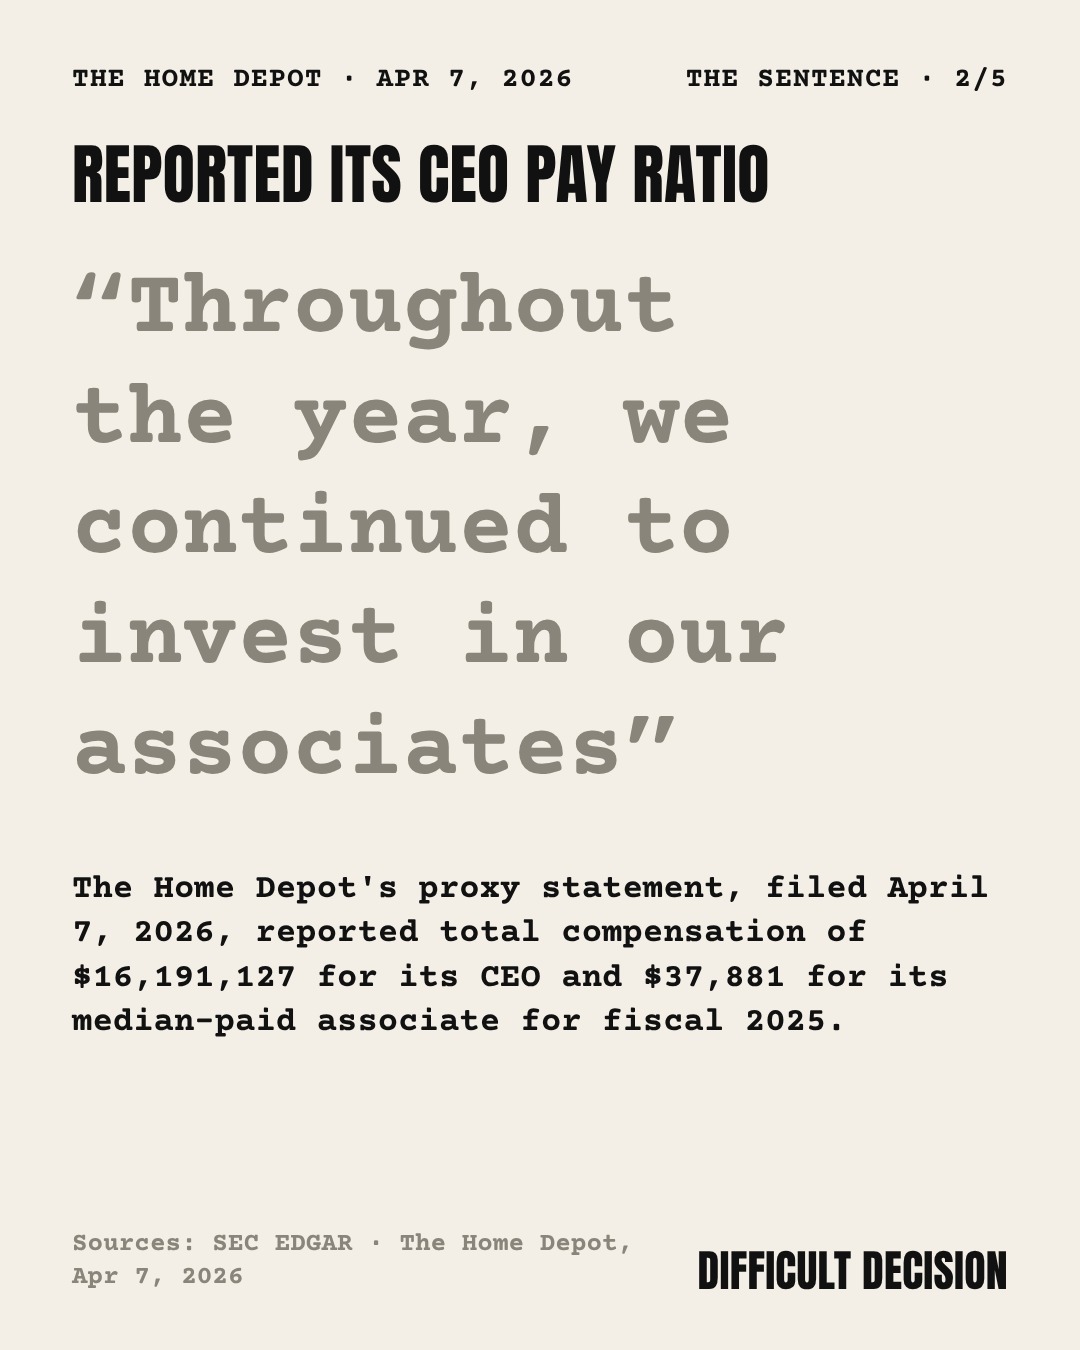 THE HOME DEPOT · APR 7, 2026
THE SENTENCE · 2/5
REPORTED ITS CEO PAY RATIO
“Throughout
the year, we
continued to
invest in our
associates”
The Home Depot's proxy statement, filed April
7, 2026, reported total compensation of
$16,191,127 for its CEO and $37,881 for its
median-paid associate for fiscal 2025.
Sources: SEC EDGAR · The Home Depot,
Apr 7, 2026
DIFFICULT DECISION